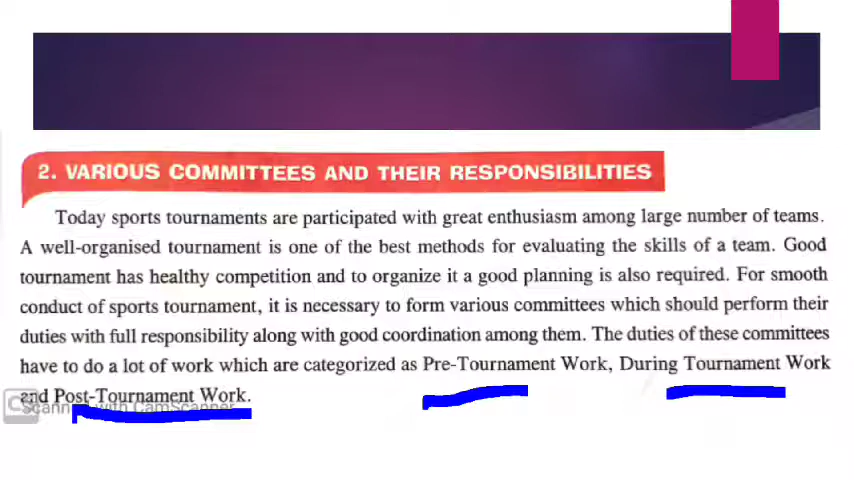 2. VARIOUS COMMITTEES AND THEIR RESPONSIBILITIES
Today sports tournaments are participated with great enthusiasm among large number of teams.
A well-organised tournament is one of the best methods for evaluating the skills of a team. Good
tournament has healthy competition and to organize it a good planning is also required. For smooth
conduct of sports tournament, it is necessary to form various committees which should perform their
duties with full responsibility along with good coordination among them. The duties of these committees
have to do a lot of work which are categorized as Pre-Tournament Work, During Tournament Work
and Post-Tournament Work.
CS Scanned with CamScanner